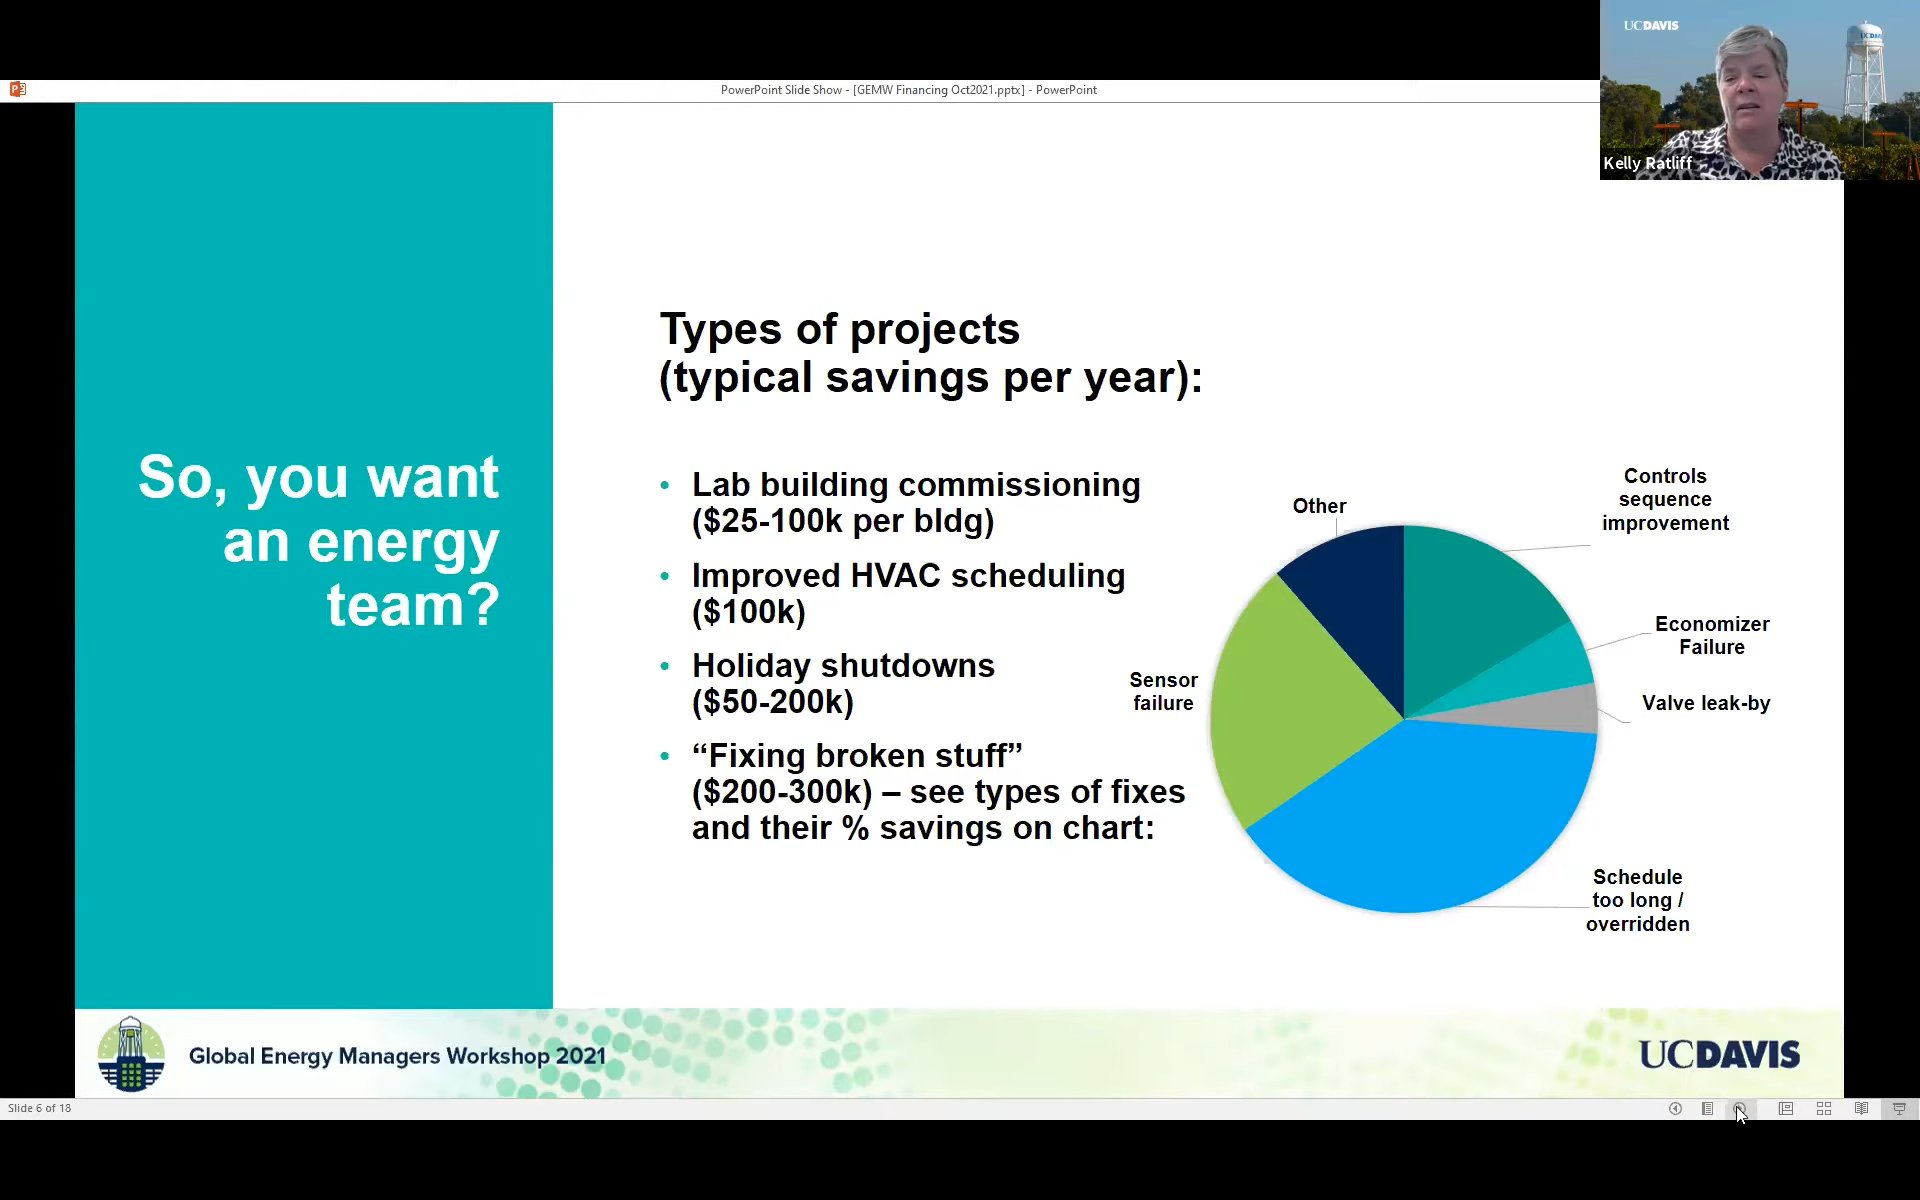 UCDAVIS
PowerPoint Slide Show - [GEMW Financing Oct2021.pptx] - PowerPoint
Kelly Ratliff
So, you want
an energy
team?
Types of projects
(typical savings per year):
• Lab building commissioning
($25-100k per bldg)
• Improved HVAC scheduling
($100k)
• Holiday shutdowns
($50-200k)
• “Fixing broken stuff”
($200-300k) – see types of fixes
and their % savings on chart:
Other
Controls
sequence
improvement
Economizer
Failure
Valve leak-by
Sensor
failure
Schedule
too long /
overridden
Global Energy Managers Workshop 2021
UCDAVIS
Slide 6 of 18